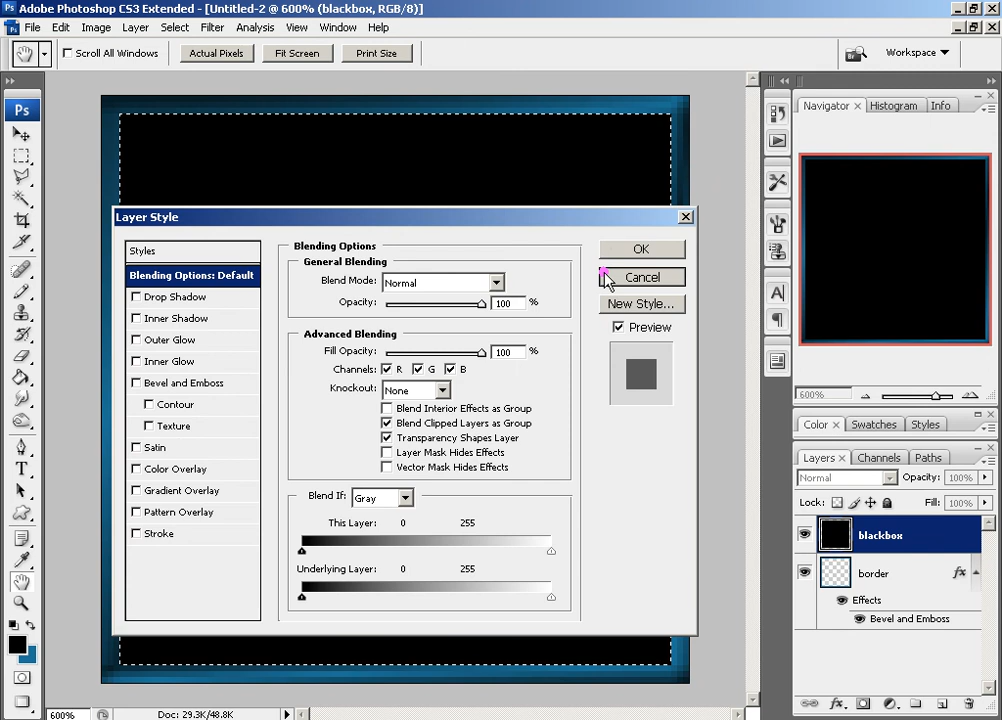 Ps Adobe Photoshop CS3 Extended - [Untitled-2 @ 600% (blackbox, RGB/8)]
Ps File Edit Image Layer Select Filter Analysis View Window Help
Scroll All Windows Actual Pixels Fit Screen Print Size Workspace
Ps
Navigator Histogram Info
600%
Color Swatches Styles
Layers Channels Paths
Normal Opacity: 100%
Lock: Fill: 100%
blackbox
border fx
Effects
Bevel and Emboss
Layer Style
Styles
Blending Options: Default
Drop Shadow
Inner Shadow
Outer Glow
Inner Glow
Bevel and Emboss
Contour
Texture
Satin
Color Overlay
Gradient Overlay
Pattern Overlay
Stroke
Blending Options
General Blending
Blend Mode: Normal
Opacity: 100 %
Advanced Blending
Fill Opacity: 100 %
Channels: R G B
Knockout: None
Blend Interior Effects as Group
Blend Clipped Layers as Group
Transparency Shapes Layer
Layer Mask Hides Effects
Vector Mask Hides Effects
Blend If: Gray
This Layer: 0 255
Underlying Layer: 0 255
OK
Cancel
New Style...
Preview
T
A
600% Doc: 29.3K/48.8K
fx